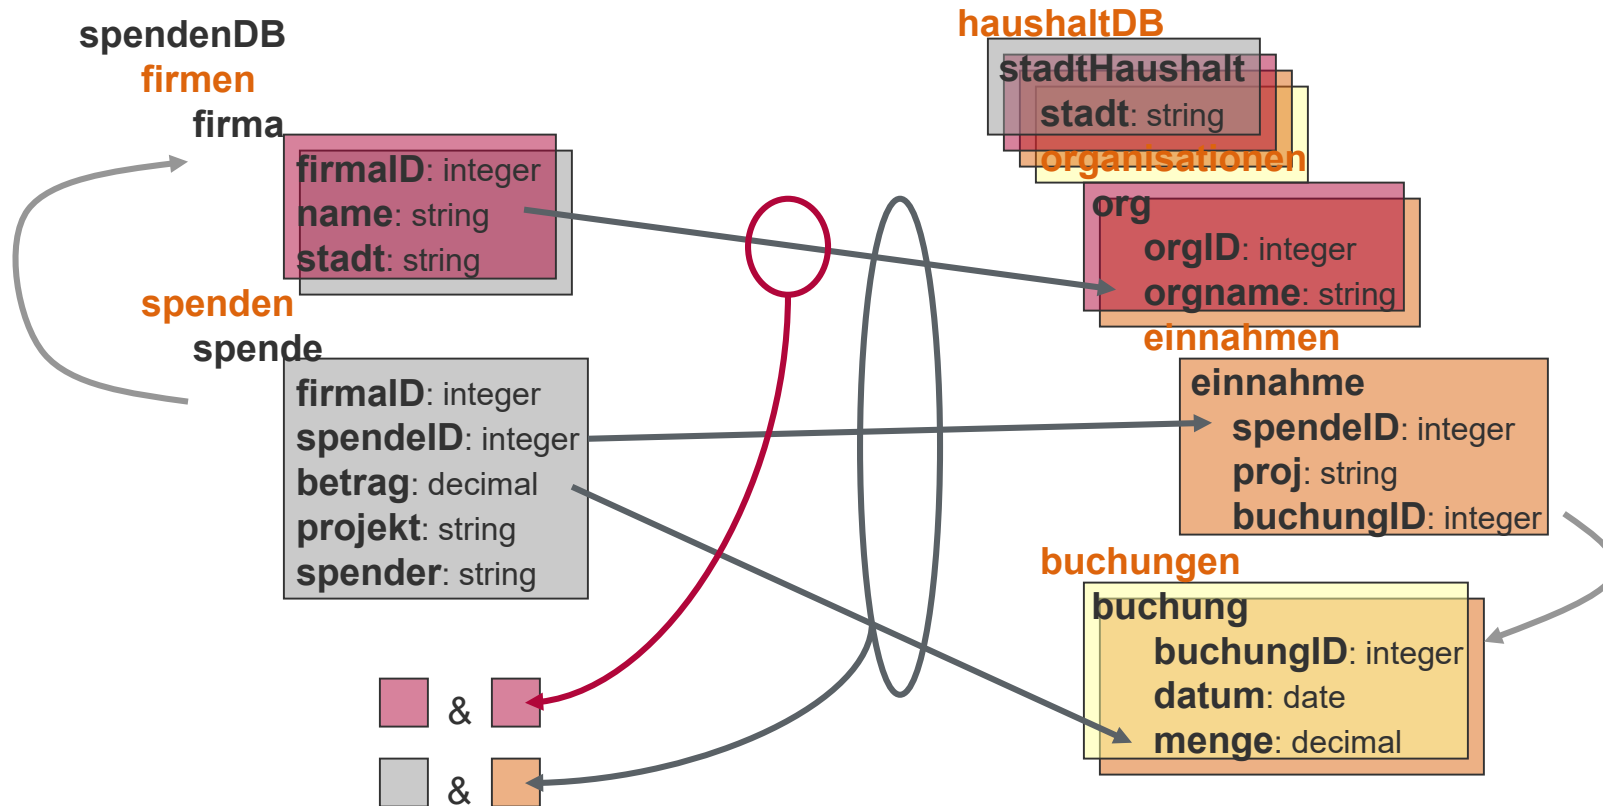 spendenDB
firmen
firma
firmaID: integer
name: string
stadt: string
spenden
spende
firmaID: integer
spendeID: integer
betrag: decimal
projekt: string
spender: string
&
&
haushaltDB
stadtHaushalt
stadt: string
organisationen
org
orgID: integer
orgname: string
einnahmen
einnahme
spendeID: integer
proj: string
buchungID: integer
buchungen
buchung
buchungID: integer
datum: date
menge: decimal